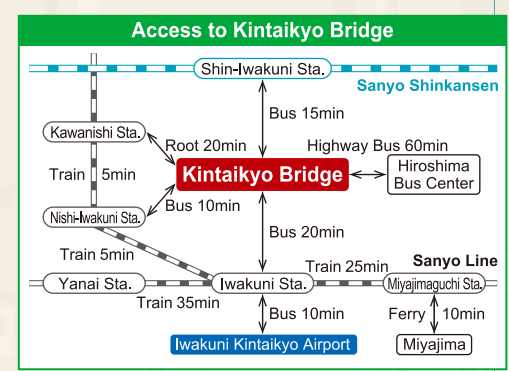 Access to Kintaikyo Bridge
Shin-Iwakuni Sta.
Sanyo Shinkansen
Bus 15min
Kawanishi Sta.
Root 20min
Highway Bus 60min
Train 5min
Kintaikyo Bridge
Hiroshima
Bus Center
Bus 10min
Nishi-Iwakuni Sta.
Bus 20min
Train 5min
Sanyo Line
Train 25min
Yanai Sta.
Iwakuni Sta.
Miyajimaguchi Sta.
Train 35min
Bus 10min
Ferry 10min
Iwakuni Kintaikyo Airport
Miyajima